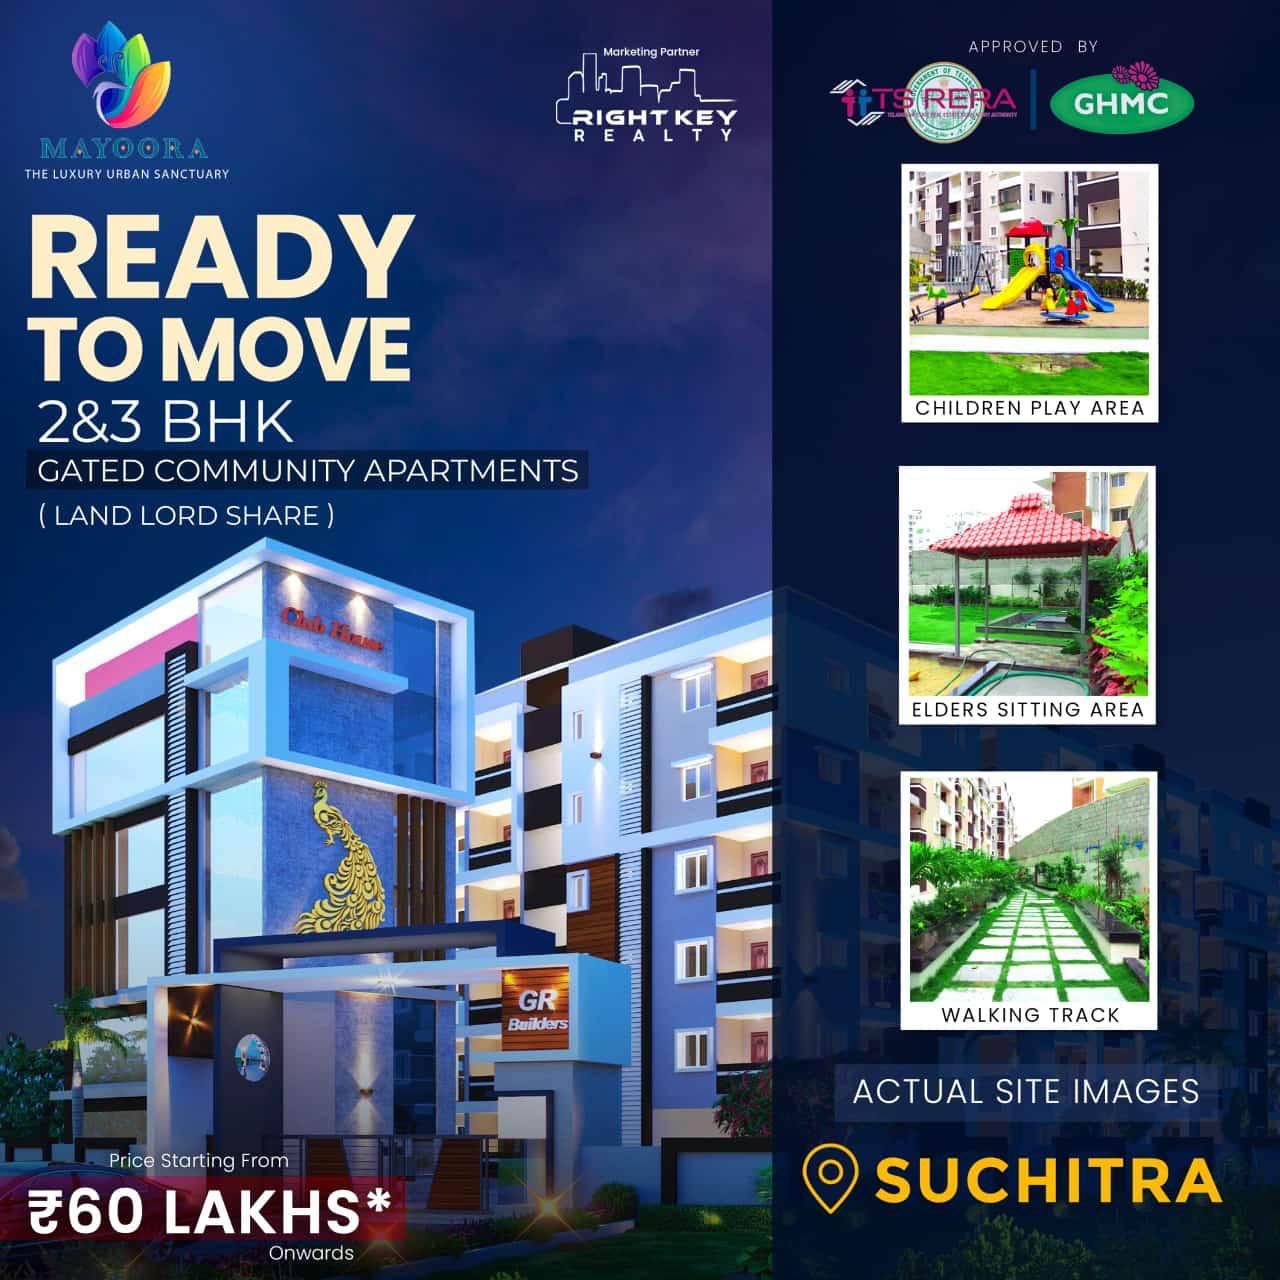 MAYOORA
THE LUXURY URBAN SANCTUARY
Marketing Partner
RIGHT KEY
REALTY
APPROVED BY
TS RERA
GHMC
READY
TO MOVE
2&3 BHK
GATED COMMUNITY APARTMENTS
( LAND LORD SHARE )
CHILDREN PLAY AREA
ELDERS SITTING AREA
WALKING TRACK
Club House
GR
Builders
ACTUAL SITE IMAGES
SUCHITRA
Price Starting From
₹60 LAKHS*
Onwards